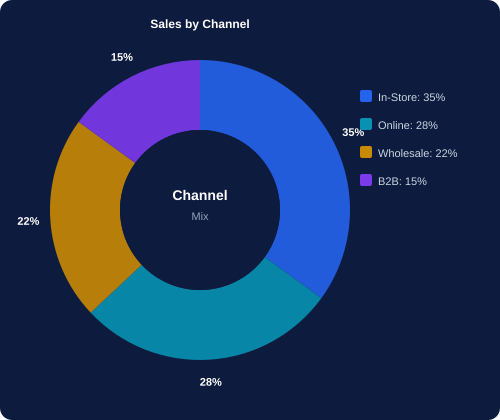 Sales by Channel
15%
In-Store: 35%
Online: 28%
35%
Wholesale: 22%
B2B: 15%
Channel
Mix
22%
28%